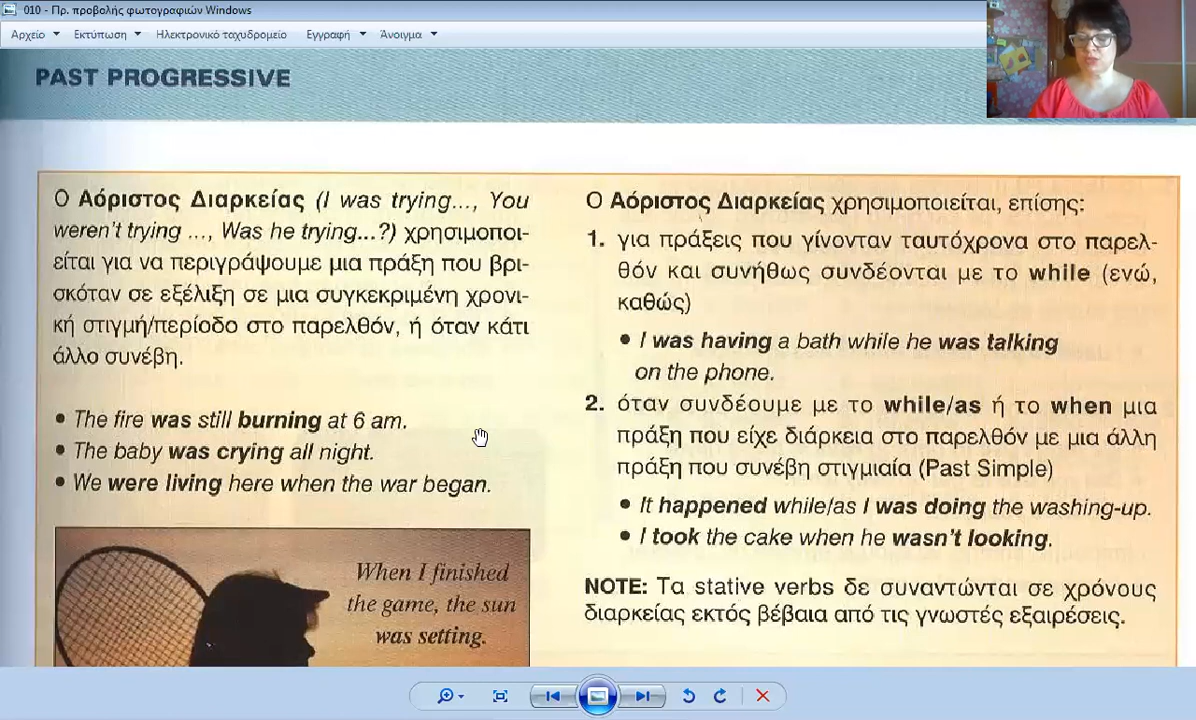 010 - Πρ. προβολής φωτογραφιών Windows
Αρχείο Εκτύπωση Ηλεκτρονικό ταχυδρομείο Εγγραφή Άνοιγμα
PAST PROGRESSIVE
Ο Αόριστος Διαρκείας (I was trying..., You
weren't trying ..., Was he trying...?) χρησιμοποι-
είται για να περιγράψουμε μια πράξη που βρι-
σκόταν σε εξέλιξη σε μια συγκεκριμένη χρονι-
κή στιγμή/περίοδο στο παρελθόν, ή όταν κάτι
άλλο συνέβη.
• The fire was still burning at 6 am.
• The baby was crying all night.
• We were living here when the war began.
When I finished
the game, the sun
was setting.
Ο Αόριστος Διαρκείας χρησιμοποιείται, επίσης:
1. για πράξεις που γίνονταν ταυτόχρονα στο παρελ-
θόν και συνήθως συνδέονται με το while (ενώ,
καθώς)
• I was having a bath while he was talking
on the phone.
2. όταν συνδέουμε με το while/as ή το when μια
πράξη που είχε διάρκεια στο παρελθόν με μια άλλη
πράξη που συνέβη στιγμιαία (Past Simple)
• It happened while/as I was doing the washing-up.
• I took the cake when he wasn't looking.
NOTE: Τα stative verbs δε συναντώνται σε χρόνους
διαρκείας εκτός βέβαια από τις γνωστές εξαιρέσεις.